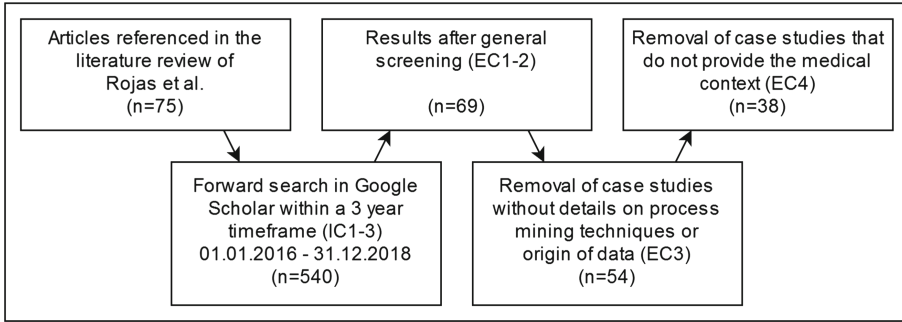 Articles referenced in the
literature review of
Rojas et al.
(n=75)
Forward search in Google
Scholar within a 3 year
timeframe (IC1-3)
01.01.2016 - 31.12.2018
(n=540)
Results after general
screening (EC1-2)
(n=69)
Removal of case studies
without details on process
mining techniques or
origin of data (EC3)
(n=54)
Removal of case studies that
do not provide the medical
context (EC4)
(n=38)